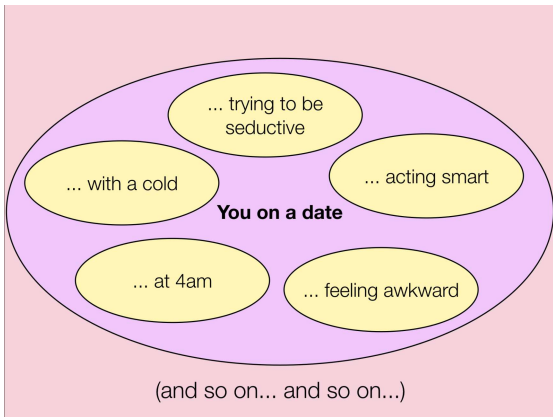 ... trying to be
seductive
... with a cold
... acting smart
You on a date
... at 4am
... feeling awkward
(and so on... and so on...)